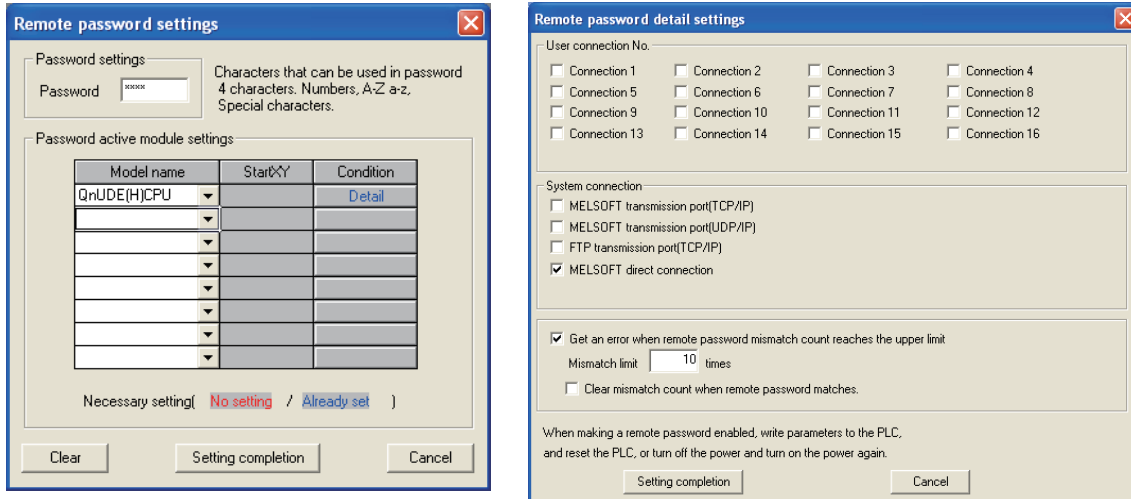 Remote password settings
Password settings
Password ****
Characters that can be used in password
4 characters. Numbers, A-Z a-z,
Special characters.
Password active module settings
Model name StartXY Condition
QnUDE(H)CPU Detail
Necessary setting( No setting / Already set )
Clear Setting completion Cancel
Remote password detail settings
User connection No.
Connection 1 Connection 2 Connection 3 Connection 4
Connection 5 Connection 6 Connection 7 Connection 8
Connection 9 Connection 10 Connection 11 Connection 12
Connection 13 Connection 14 Connection 15 Connection 16
System connection
MELSOFT transmission port(TCP/IP)
MELSOFT transmission port(UDP/IP)
FTP transmission port(TCP/IP)
MELSOFT direct connection
Get an error when remote password mismatch count reaches the upper limit
Mismatch limit 10 times
Clear mismatch count when remote password matches.
When making a remote password enabled, write parameters to the PLC,
and reset the PLC, or turn off the power and turn on the power again.
Setting completion Cancel